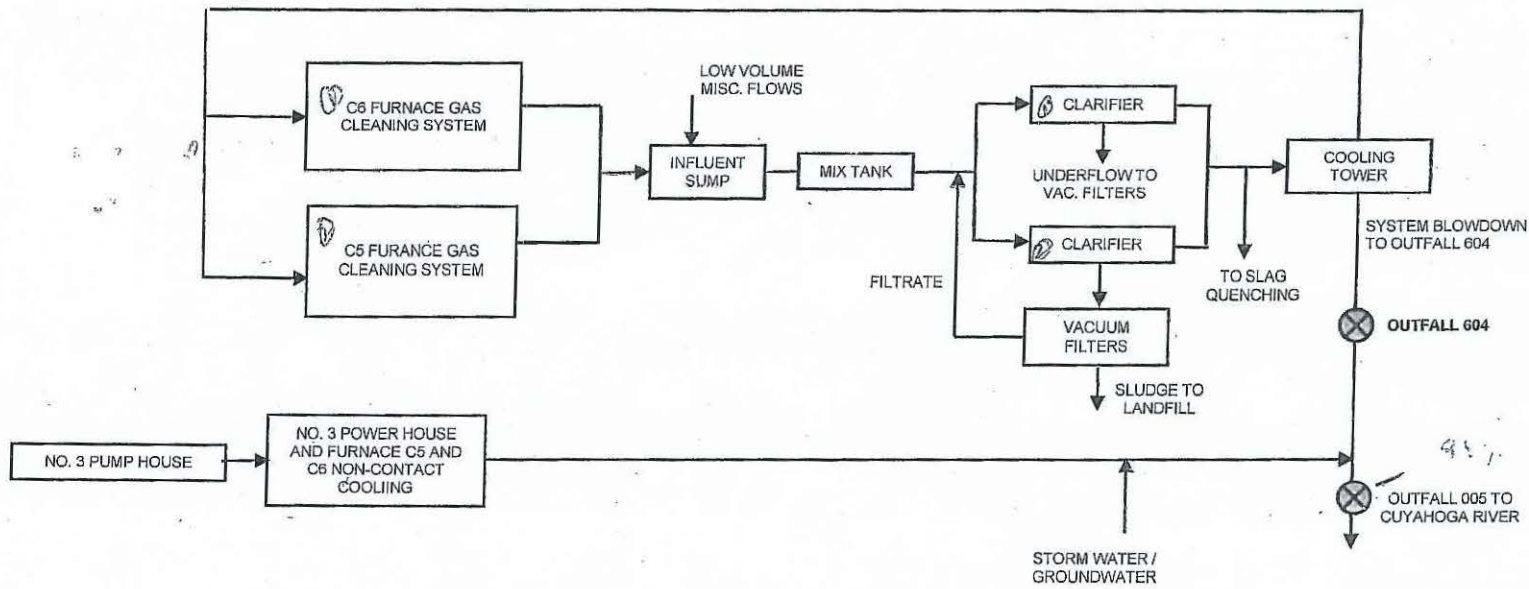 C6 FURNACE GAS
CLEANING SYSTEM
LOW VOLUME
MISC. FLOWS
INFLUENT
SUMP
MIX TANK
CLARIFIER
UNDERFLOW TO
VAC. FILTERS
COOLING
TOWER
C5 FURANCE GAS
CLEANING SYSTEM
CLARIFIER
FILTRATE
TO SLAG
QUENCHING
SYSTEM BLOWDOWN
TO OUTFALL 604
VACUUM
FILTERS
OUTFALL 604
SLUDGE TO
LANDFILL
NO. 3 PUMP HOUSE
NO. 3 POWER HOUSE
AND FURNACE C5 AND
C6 NON-CONTACT
COOLIING
OUTFALL 005 TO
CUYAHOGA RIVER
STORM WATER /
GROUNDWATER